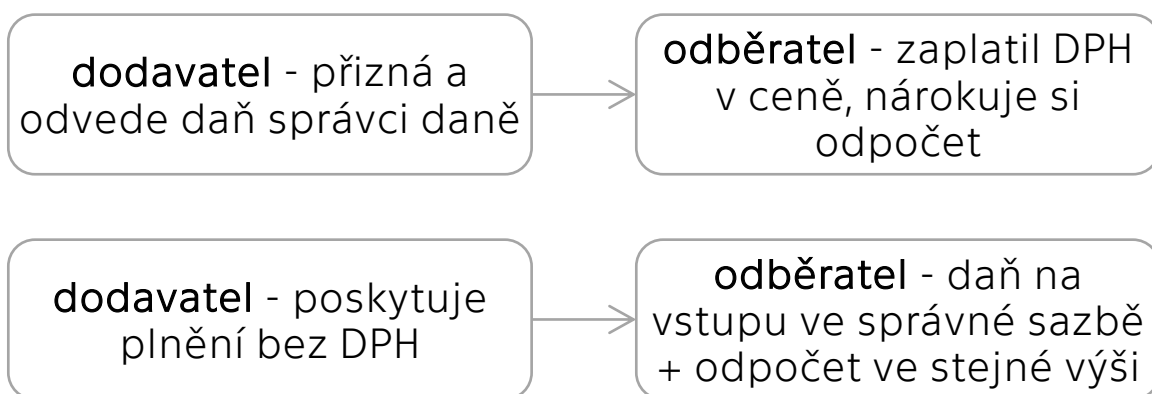 dodavatel - přizná a
odvede daň správci daně
odběratel - zaplatil DPH
v ceně, nárokuje si
odpočet
dodavatel - poskytuje
plnění bez DPH
odběratel - daň na
vstupu ve správné sazbě
+ odpočet ve stejné výši